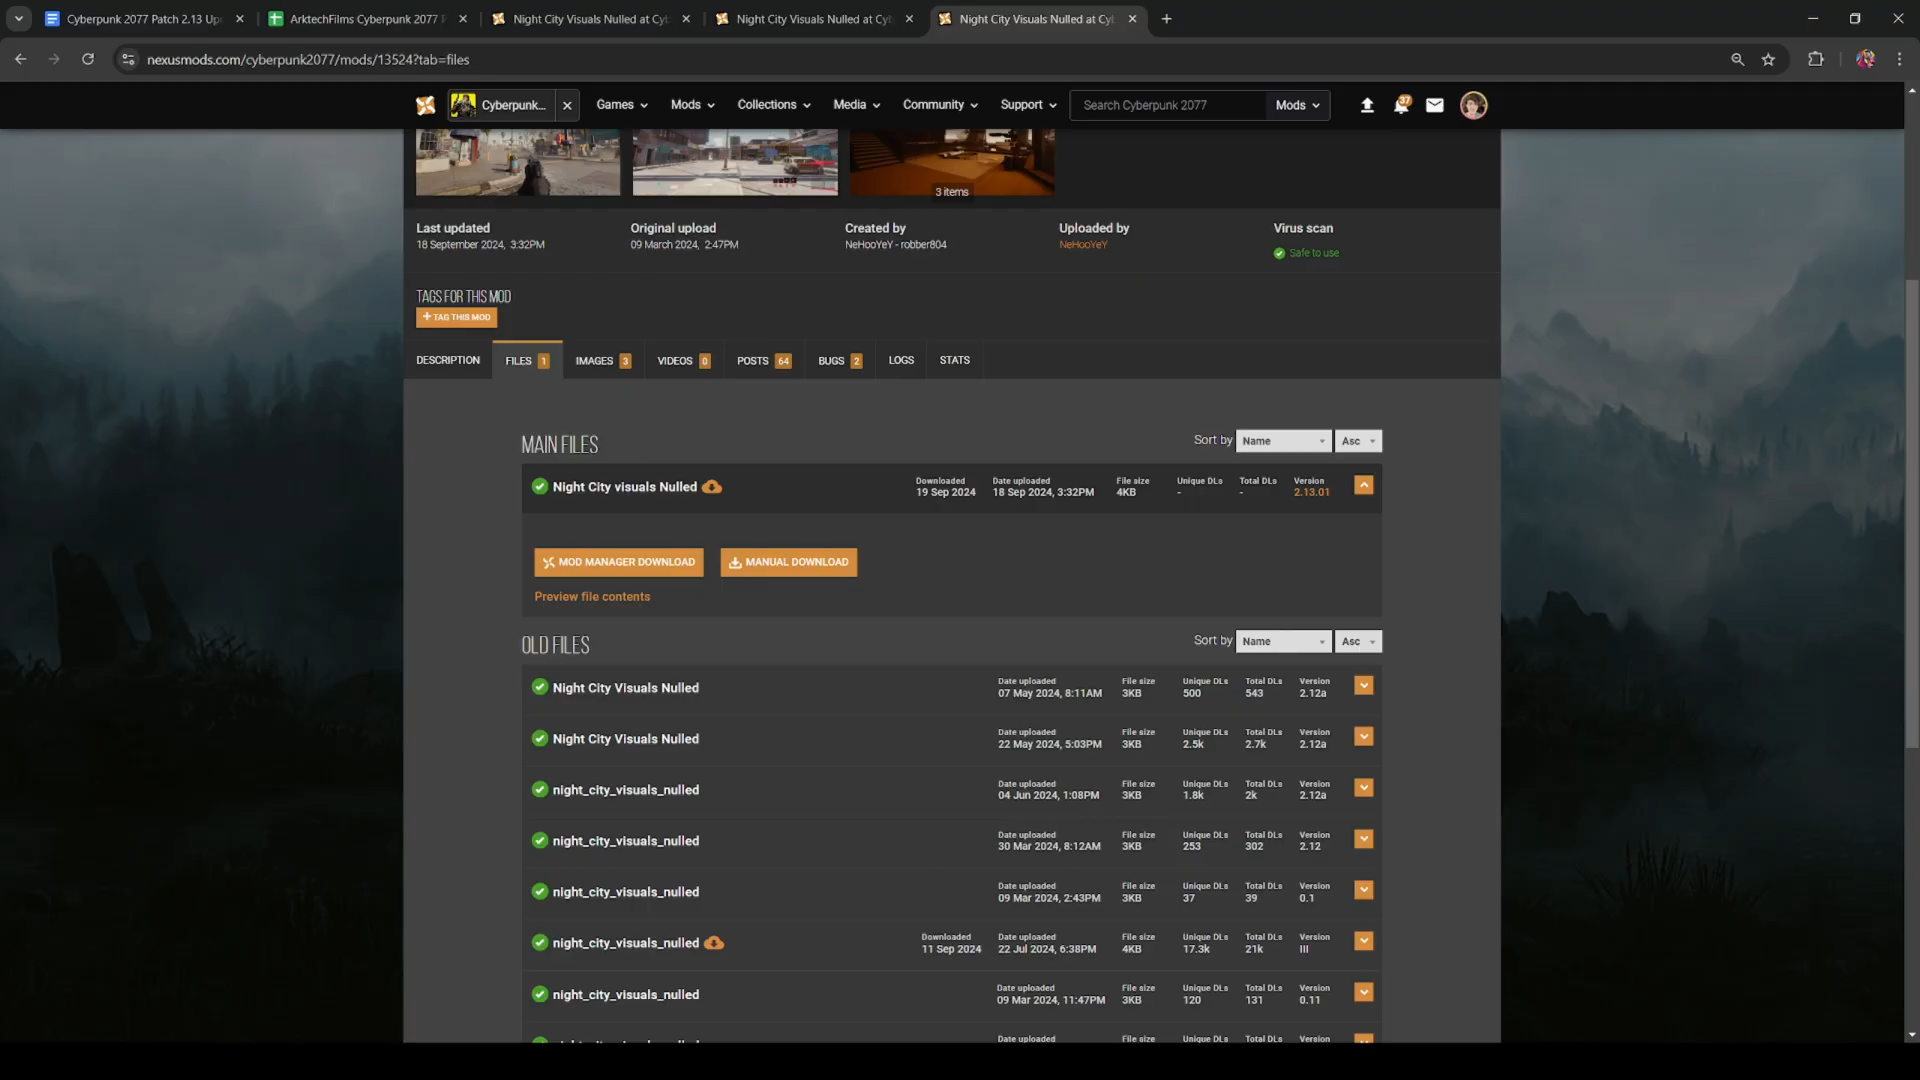 Cyberpunk 2077 Patch 2.13 Up
ArktechFilms Cyberpunk 2077
Night City Visuals Nulled at Cy
Night City Visuals Nulled at Cy
Night City Visuals Nulled at Cy
nexusmods.com/cyberpunk2077/mods/13524?tab=files
Cyberpunk...
Games
Mods
Collections
Media
Community
Support
Search Cyberpunk 2077
Mods
37
3 items
Last updated
18 September 2024, 3:32PM
Original upload
09 March 2024, 2:47PM
Created by
NeHooYeY - robber804
Uploaded by
NeHooYeY
Virus scan
Safe to use
TAGS FOR THIS MOD
+ TAG THIS MOD
DESCRIPTION
FILES 1
IMAGES 3
VIDEOS 0
POSTS 64
BUGS 2
LOGS
STATS
MAIN FILES
Sort by Name Asc
Night City visuals Nulled
Downloaded
19 Sep 2024
Date uploaded
18 Sep 2024, 3:32PM
File size
4KB
Unique DLs
-
Total DLs
-
Version
2.13.01
MOD MANAGER DOWNLOAD
MANUAL DOWNLOAD
Preview file contents
OLD FILES
Sort by Name Asc
Night City Visuals Nulled
Date uploaded
07 May 2024, 8:11AM
File size
3KB
Unique DLs
500
Total DLs
543
Version
2.12a
Night City Visuals Nulled
Date uploaded
22 May 2024, 5:03PM
File size
3KB
Unique DLs
2.5k
Total DLs
2.7k
Version
2.12a
night_city_visuals_nulled
Date uploaded
04 Jun 2024, 1:08PM
File size
3KB
Unique DLs
1.8k
Total DLs
2k
Version
2.12a
night_city_visuals_nulled
Date uploaded
30 Mar 2024, 8:12AM
File size
3KB
Unique DLs
253
Total DLs
302
Version
2.12
night_city_visuals_nulled
Date uploaded
09 Mar 2024, 2:43PM
File size
3KB
Unique DLs
37
Total DLs
39
Version
0.1
night_city_visuals_nulled
Downloaded
11 Sep 2024
Date uploaded
22 Jul 2024, 6:38PM
File size
4KB
Unique DLs
17.3k
Total DLs
21k
Version
III
night_city_visuals_nulled
Date uploaded
09 Mar 2024, 11:47PM
File size
3KB
Unique DLs
120
Total DLs
131
Version
0.11
Date uploaded
File size
Unique DLs
Total DLs
Version